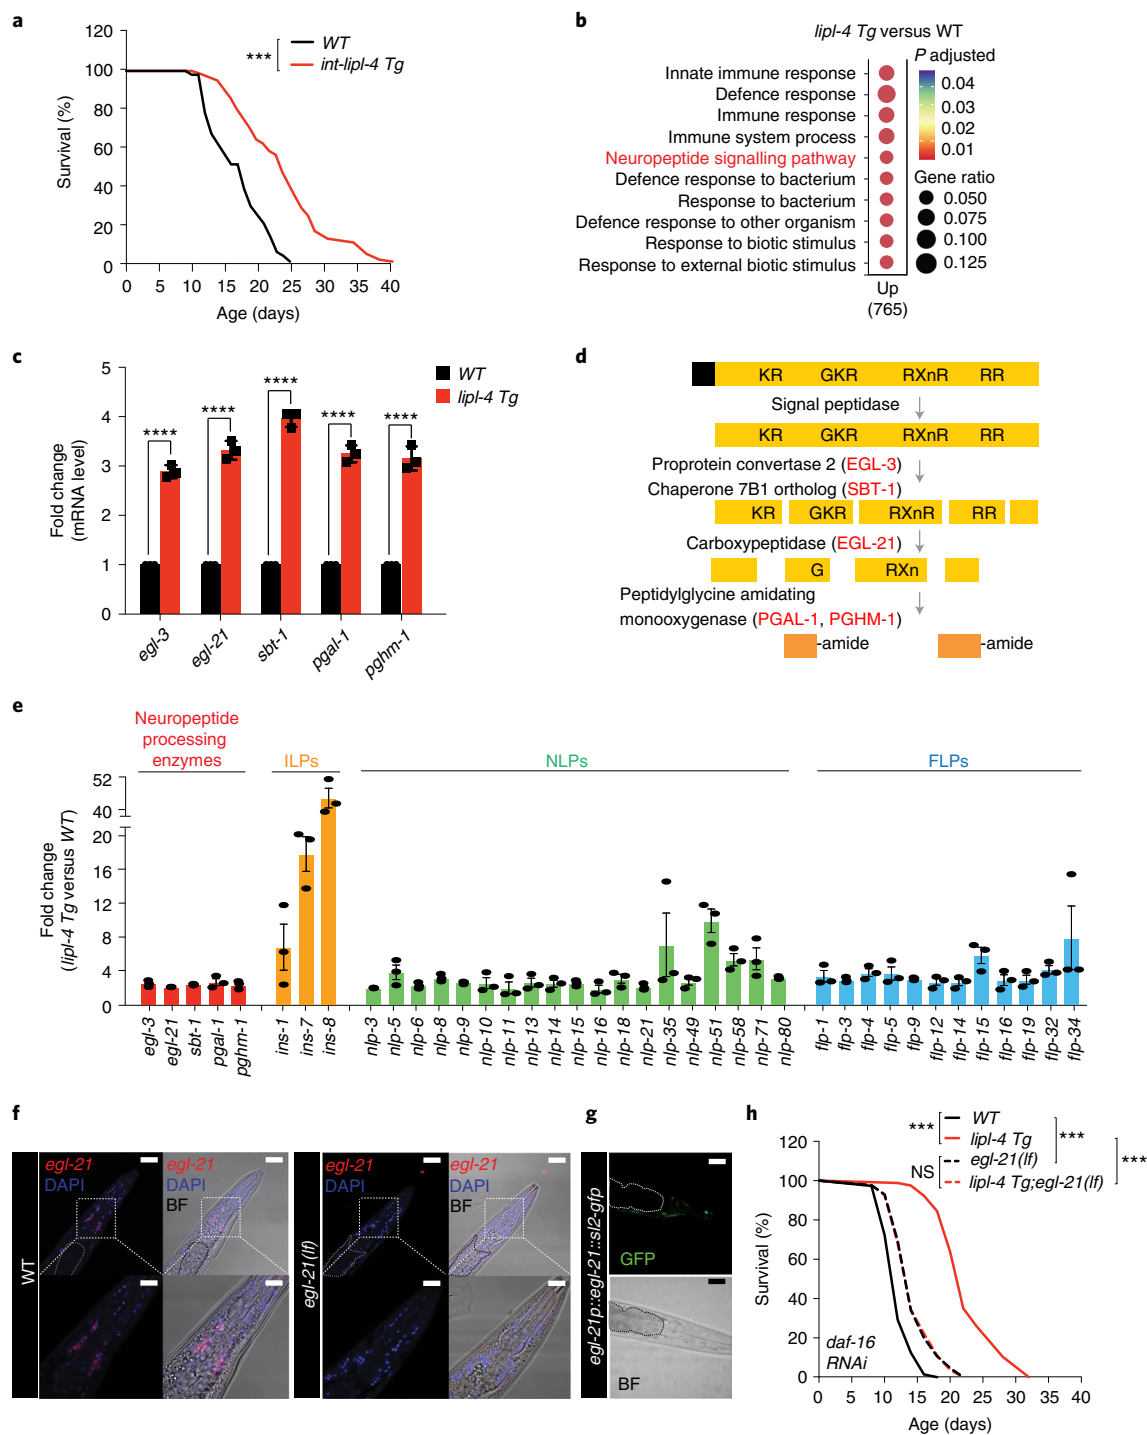 a
120
100
80
60
40
20
0
Survival (%)
0 5 10 15 20 25 30 35 40
Age (days)
***
WT
int-lipl-4 Tg
b
lipl-4 Tg versus WT
Innate immune response
Defence response
Immune response
Immune system process
Neuropeptide signalling pathway
Defence response to bacterium
Response to bacterium
Defence response to other organism
Response to biotic stimulus
Response to external biotic stimulus
Up
(765)
P adjusted
0.04
0.03
0.02
0.01
Gene ratio
0.050
0.075
0.100
0.125
c
5
4
3
2
1
0
Fold change
(mRNA level)
**** **** **** **** ****
WT
lipl-4 Tg
egl-3 egl-21 sbt-1 pgal-1 pghm-1
d
KR GKR RXnR RR
Signal peptidase
KR GKR RXnR RR
Proprotein convertase 2 (EGL-3)
Chaperone 7B1 ortholog (SBT-1)
KR GKR RXnR RR
Carboxypeptidase (EGL-21)
G RXn
Peptidylglycine amidating
monooxygenase (PGAL-1, PGHM-1)
-amide -amide
e
Neuropeptide
processing
enzymes
ILPs NLPs FLPs
52
40
20
16
12
8
4
0
Fold change
(lipl-4 Tg versus WT)
egl-3 egl-21 sbt-1 pgal-1 pghm-1 ins-1 ins-7 ins-8 nlp-3 nlp-5 nlp-6 nlp-8 nlp-9 nlp-10 nlp-11 nlp-13 nlp-14 nlp-15 nlp-16 nlp-18 nlp-21 nlp-35 nlp-49 nlp-51 nlp-58 nlp-71 nlp-80 flp-1 flp-3 flp-4 flp-5 flp-9 flp-12 flp-14 flp-15 flp-16 flp-19 flp-32 flp-34
f
WT
egl-21
DAPI
egl-21
DAPI
BF
egl-21(lf)
egl-21
DAPI
egl-21
DAPI
BF
g
egl-21p::egl-21::sl2-gfp
GFP
BF
h
WT
lipl-4 Tg
egl-21(lf)
lipl-4 Tg;egl-21(lf)
***
NS
***
***
120
100
80
60
40
20
0
Survival (%)
daf-16
RNAi
0 5 10 15 20 25 30 35 40
Age (days)